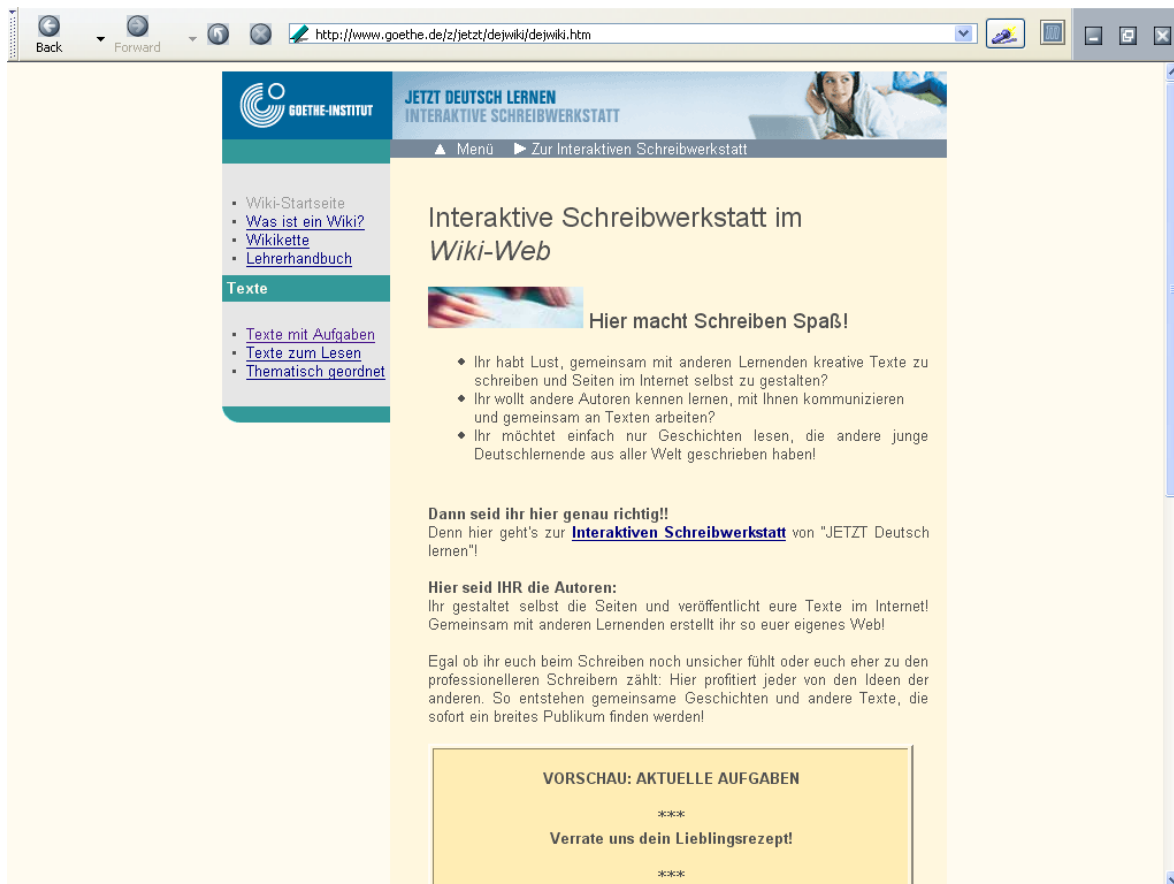 Back
Forward
http://www.goethe.de/z/jetzt/dejwiki/dejwiki.htm
GOETHE-INSTITUT
JETZT DEUTSCH LERNEN
INTERAKTIVE SCHREIBWERKSTATT
Menü
Zur Interaktiven Schreibwerkstatt
Wiki-Startseite
Was ist ein Wiki?
Wikikette
Lehrerhandbuch
Texte
Texte mit Aufgaben
Texte zum Lesen
Thematisch geordnet
Interaktive Schreibwerkstatt im
Wiki-Web
Hier macht Schreiben Spaß!
Ihr habt Lust, gemeinsam mit anderen Lernenden kreative Texte zu
schreiben und Seiten im Internet selbst zu gestalten?
Ihr wollt andere Autoren kennen lernen, mit Ihnen kommunizieren
und gemeinsam an Texten arbeiten?
Ihr möchtet einfach nur Geschichten lesen, die andere junge
Deutschlernende aus aller Welt geschrieben haben!
Dann seid ihr hier genau richtig!!
Denn hier geht's zur Interaktiven Schreibwerkstatt von "JETZT Deutsch
lernen"!
Hier seid IHR die Autoren:
Ihr gestaltet selbst die Seiten und veröffentlicht eure Texte im Internet!
Gemeinsam mit anderen Lernenden erstellt ihr so euer eigenes Web!
Egal ob ihr euch beim Schreiben noch unsicher fühlt oder euch eher zu den
professionelleren Schreibern zählt: Hier profitiert jeder von den Ideen der
anderen. So entstehen gemeinsame Geschichten und andere Texte, die
sofort ein breites Publikum finden werden!
VORSCHAU: AKTUELLE AUFGABEN
***
Verrate uns dein Lieblingsrezept!
***